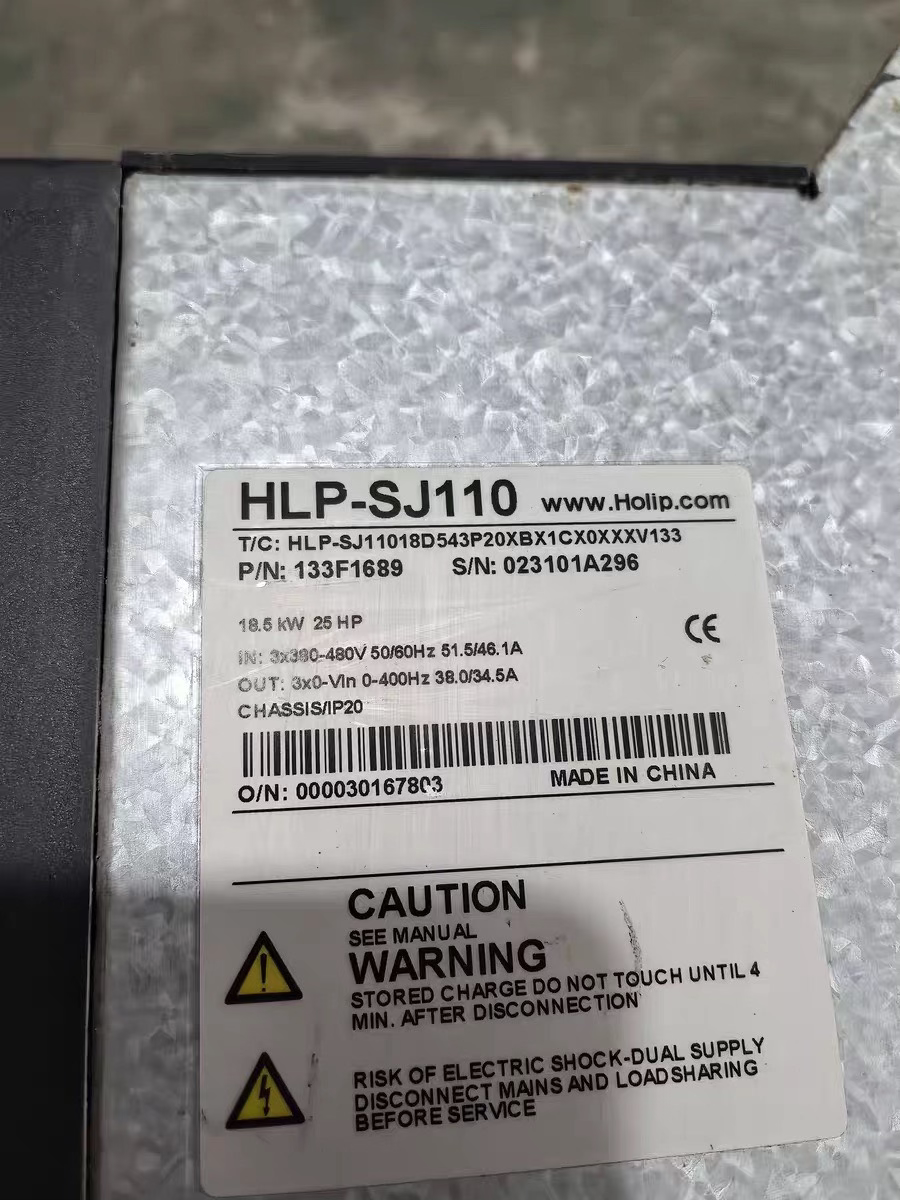 HLP-SJ110 www.Holip.com
T/C: HLP-SJ11018D543P20XBX1CX0XXXV133
P/N: 133F1689 S/N: 023101A296
18.5 kW 25 HP
CE
IN: 3x380-480V 50/60Hz 51.5/46.1A
OUT: 3x0-Vin 0-400Hz 38.0/34.5A
CHASSIS/IP20
O/N: 000030167803 MADE IN CHINA
CAUTION
SEE MANUAL
WARNING
STORED CHARGE DO NOT TOUCH UNTIL 4
MIN. AFTER DISCONNECTION
RISK OF ELECTRIC SHOCK-DUAL SUPPLY
DISCONNECT MAINS AND LOADSHARING
BEFORE SERVICE